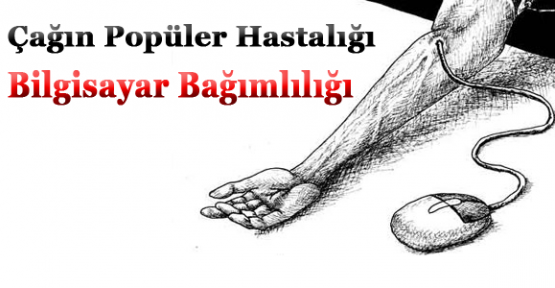 Çağın Popüler Hastalığı
Bilgisayar Bağımlılığı